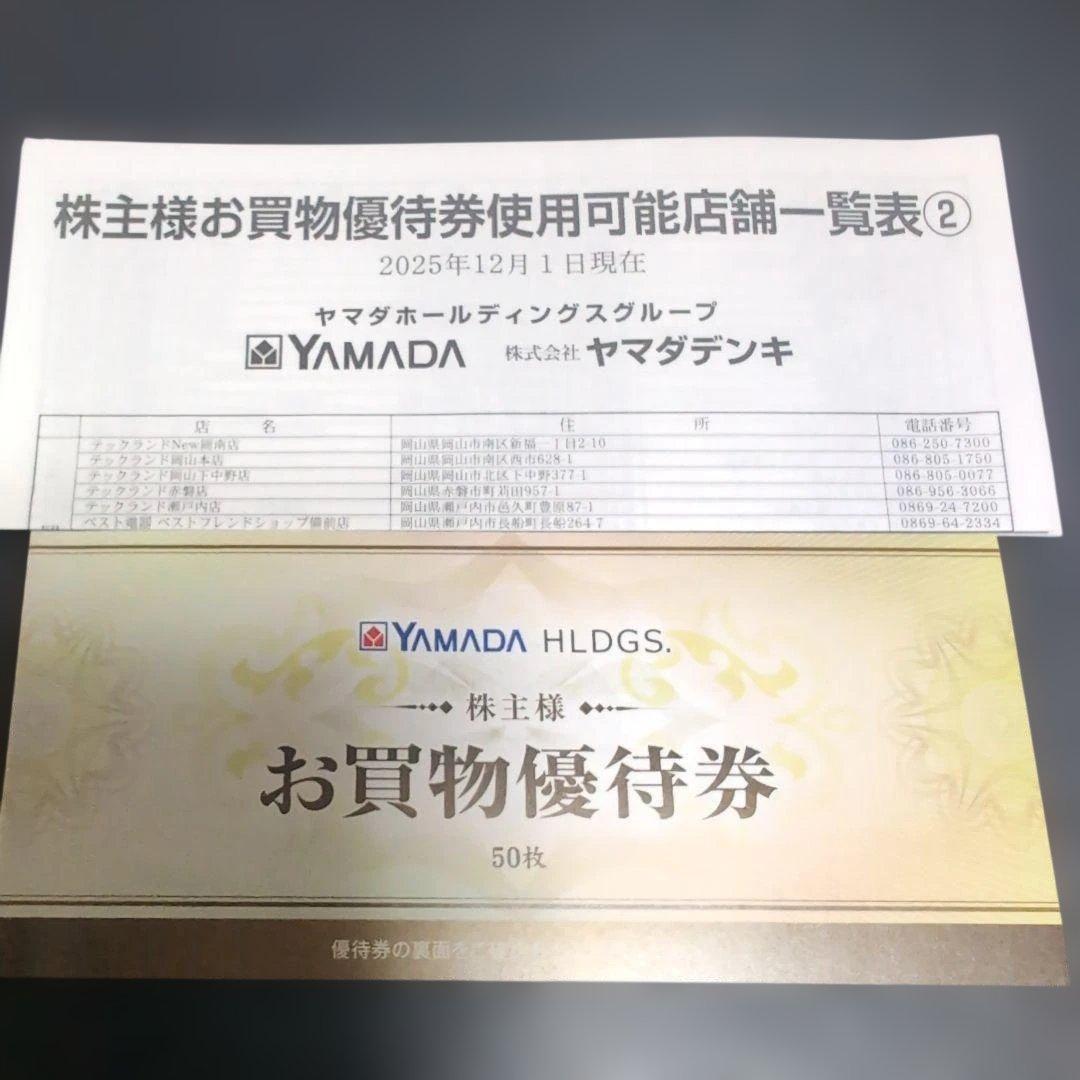 株主様お買物優待券使用可能店舗一覧表②
2025年12月1日現在
ヤマダホールディングスグループ
YAMADA 株式会社 ヤマダデンキ
店名 住所 電話番号
テックランドNew岡南店 岡山県岡山市南区新福一丁目2-10 086-250-7300
テックランド岡山本店 岡山県岡山市南区西市628-1 086-805-1750
テックランド岡山下中野店 岡山県岡山市北区下中野377-1 086-805-0077
テックランド赤磐店 岡山県赤磐市町苅田957-1 086-956-3066
テックランド瀬戸内店 岡山県瀬戸内市邑久町豊原87-1 0869-24-7200
ベスト電器 ベストフレンドショップ備前店 岡山県瀬戸内市長船町長船264-7 0869-64-2334
YAMADA HLDGS.
株主様
お買物優待券
50枚
優待券の裏面をご